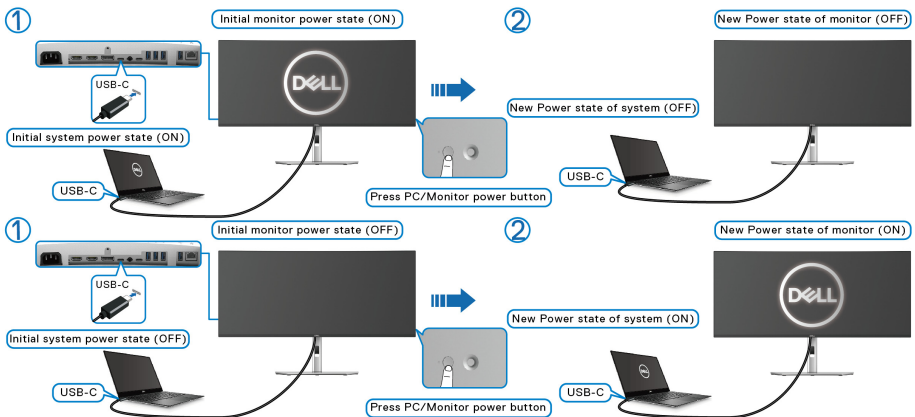 1
Initial monitor power state (ON)
2
New Power state of monitor (OFF)
DELL
USB-C
New Power state of system (OFF)
Initial system power state (ON)
DELL
USB-C
USB-C
Press PC/Monitor power button
1
Initial monitor power state (OFF)
2
New Power state of monitor (ON)
USB-C
DELL
New Power state of system (ON)
Initial system power state (OFF)
DELL
USB-C
USB-C
Press PC/Monitor power button